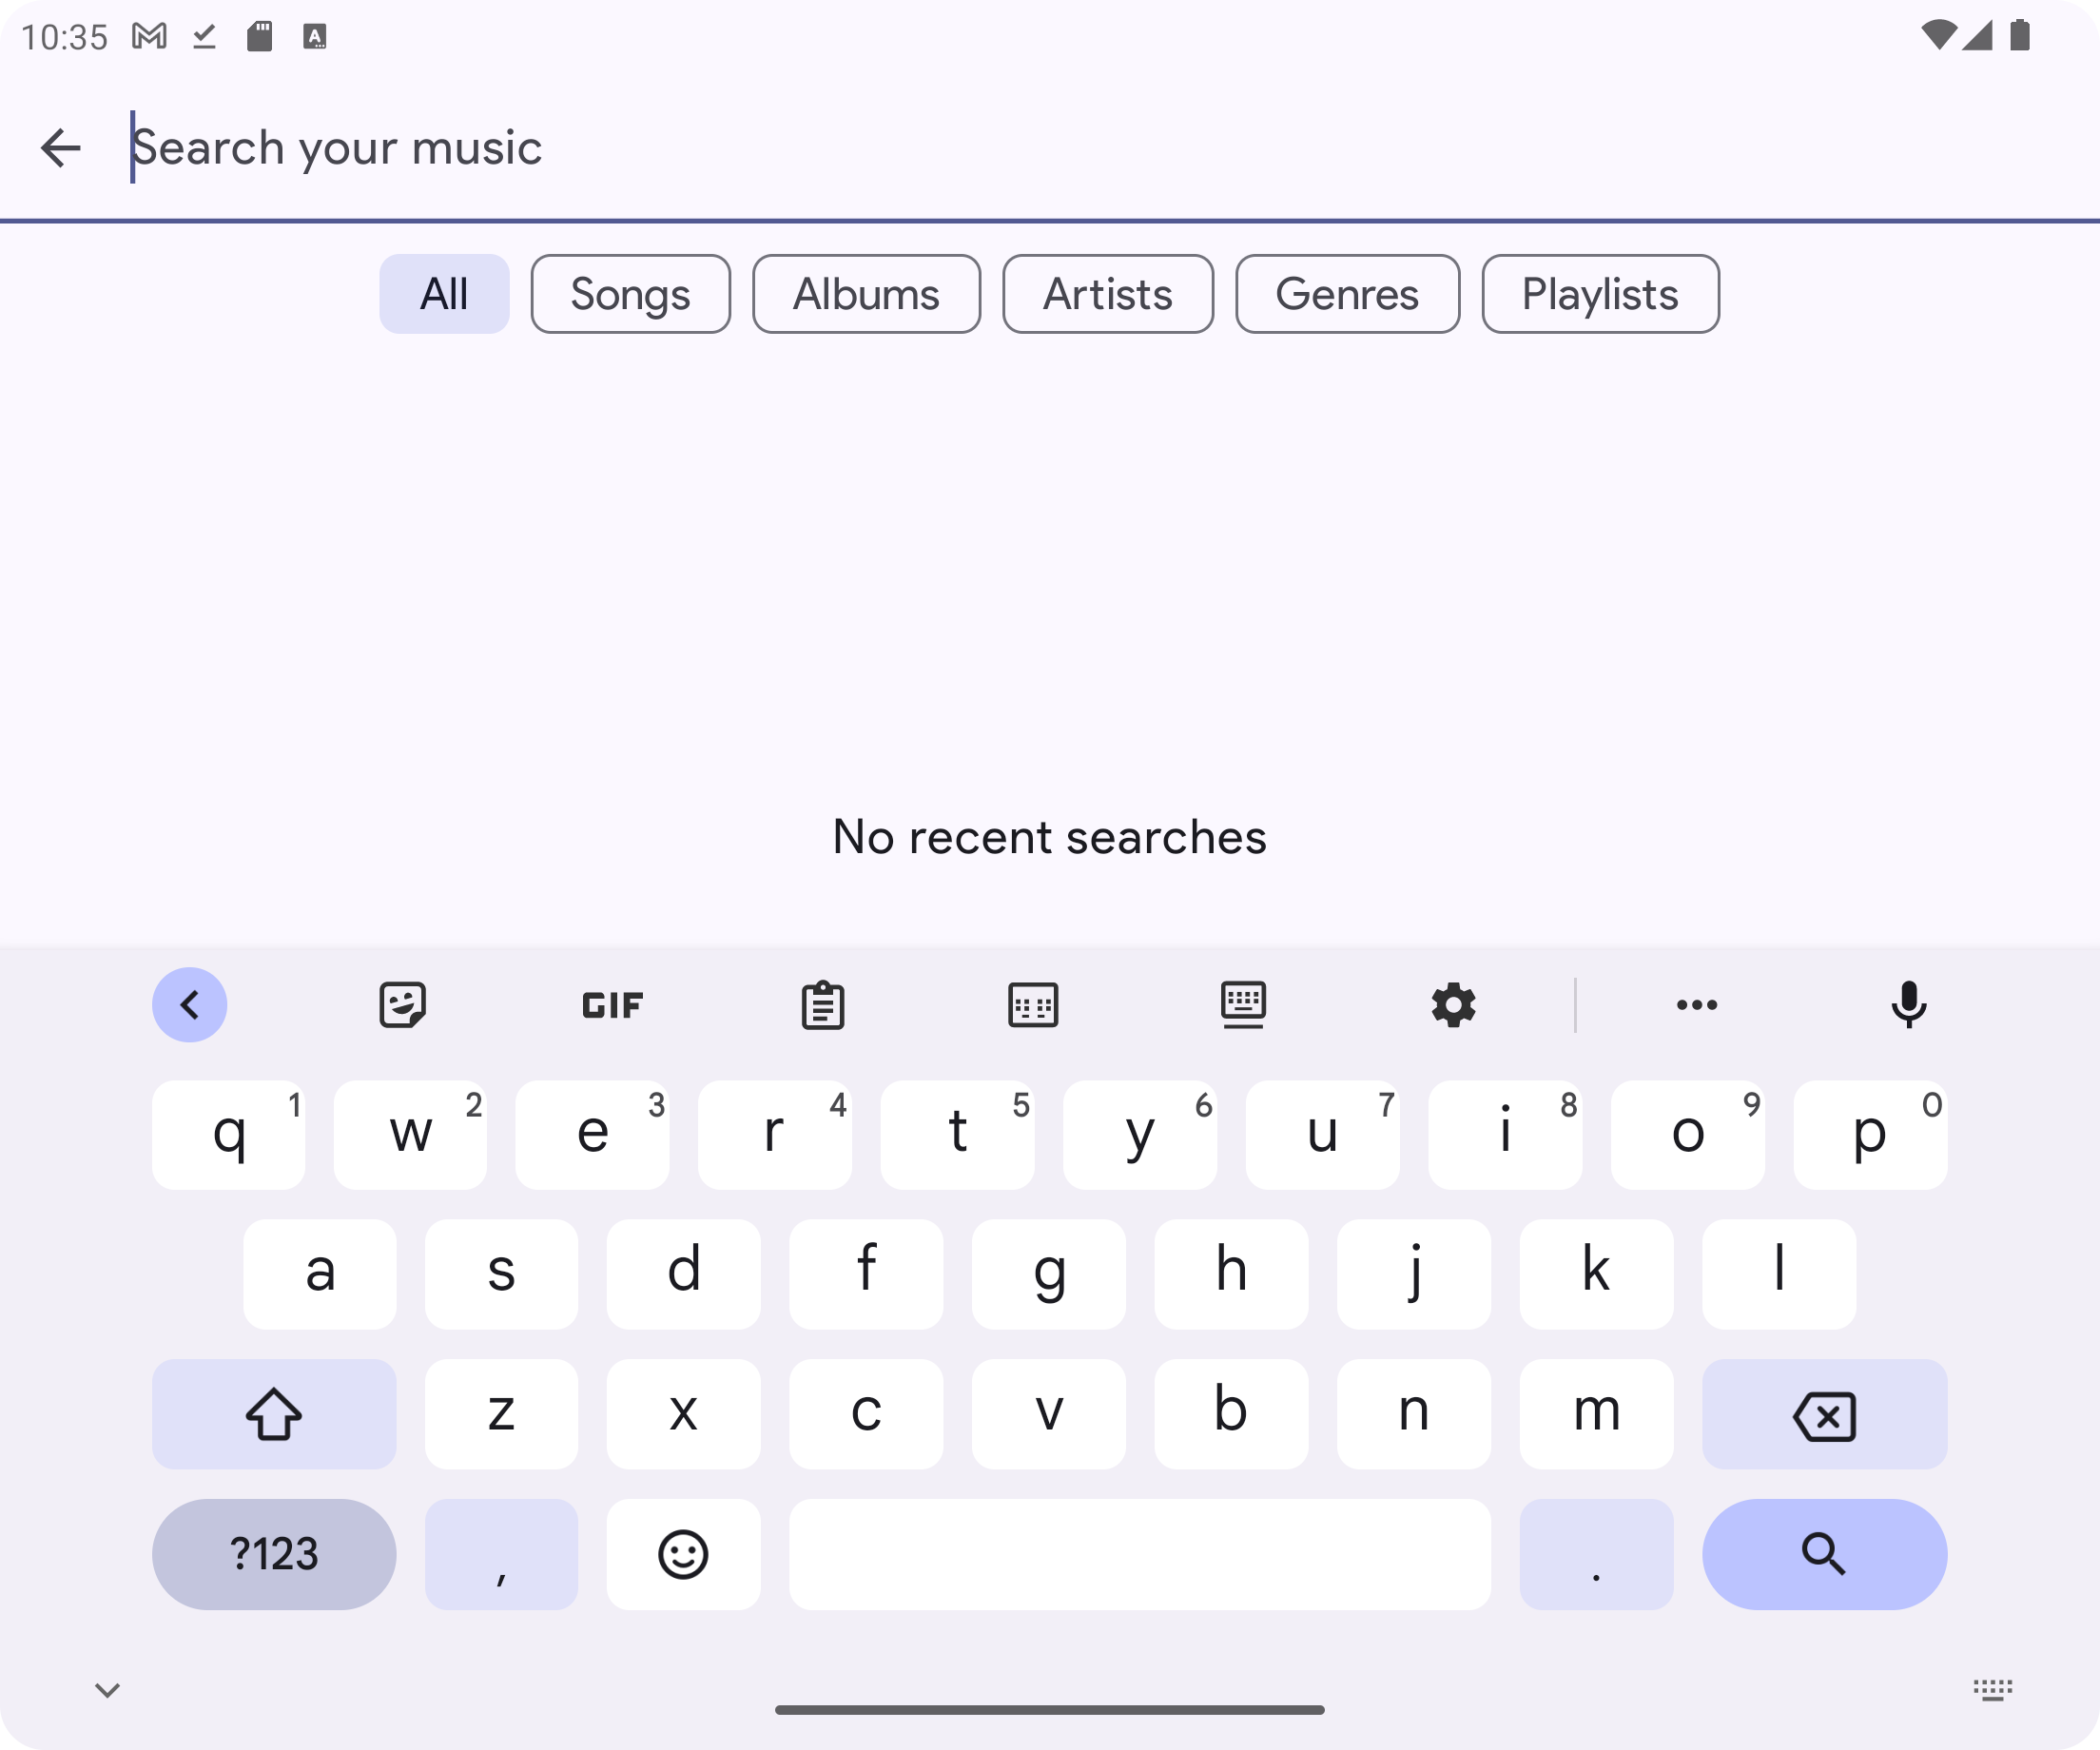 10:35
Search your music
All Songs Albums Artists Genres Playlists
No recent searches
GIF
q 1 w 2 e 3 r 4 t 5 y 6 u 7 i 8 o 9 p 0
a s d f g h j k l
z x c v b n m
?123 , .